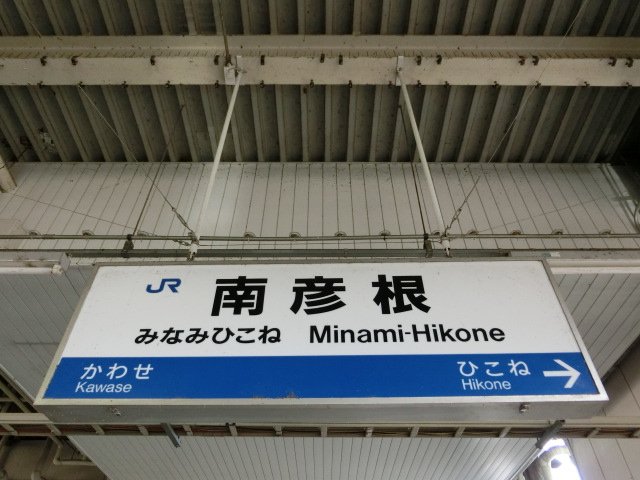 JR 南彦根
みなみひこね Minami-Hikone
かわせ ひこね →
Kawase Hikone